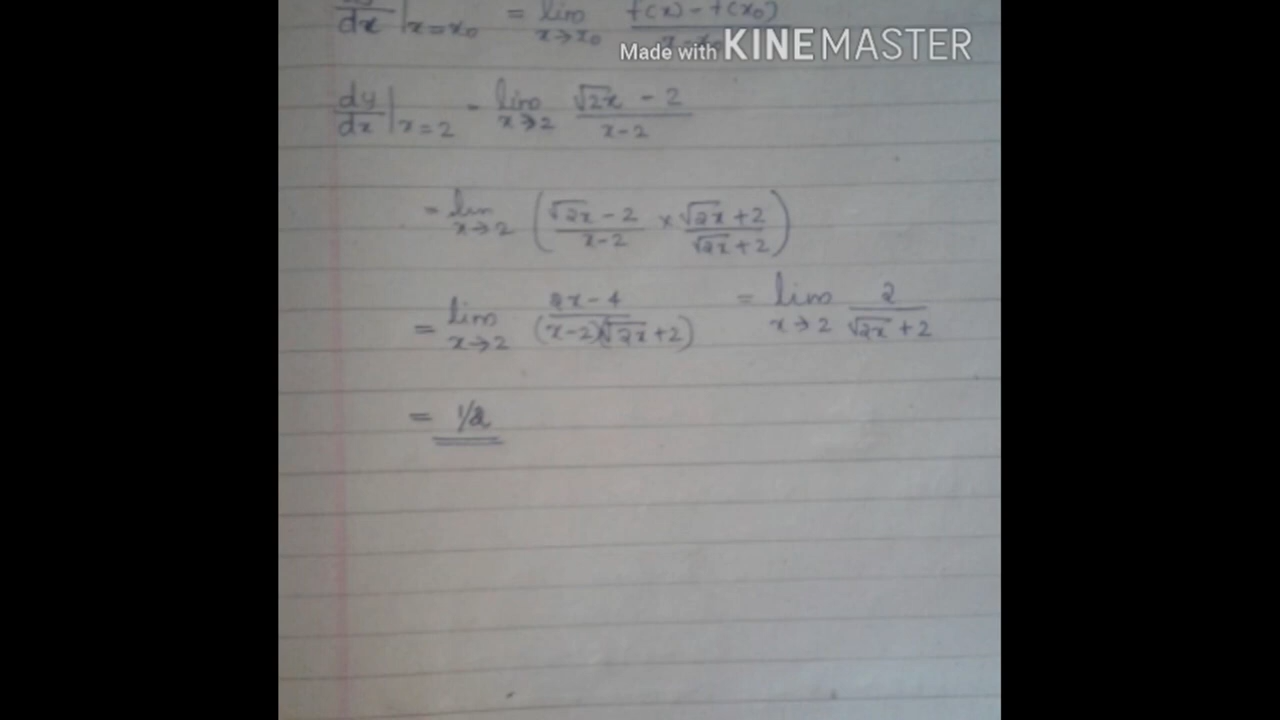 dy/dx |x=x₀ = lim x→x₀ f(x) - f(x₀) / x-x₀
Made with KINEMASTER
dy/dx |x=2 = lim x→2 √2x - 2 / x-2
= lim x→2 ( √2x - 2 / x-2 × √2x + 2 / √2x + 2 )
= lim x→2 2x - 4 / (x-2)(√2x + 2) = lim x→2 2 / √2x + 2
= 1/2